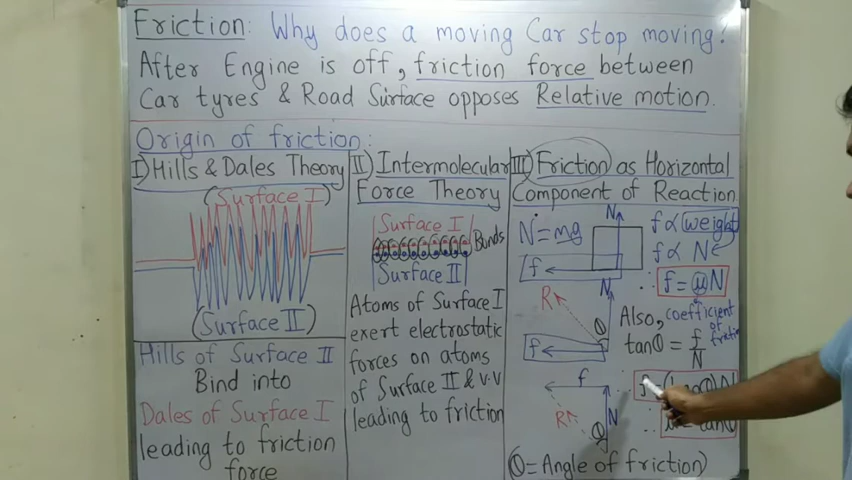 Friction: Why does a moving Car stop moving?
After Engine is off, friction force between
Car tyres & Road Surface opposes Relative motion.
Origin of friction:
I) Hills & Dales Theory
(Surface I)
(Surface II)
Hills of Surface II
Bind into
Dales of Surface I
leading to friction
force
II) Intermolecular
Force Theory
Surface I
Bonds
Surface II
Atoms of Surface I
exert electrostatic
forces on atoms
of Surface II & V.V
leading to friction
III) Friction as Horizontal
Component of Reaction
N = mg
N
f
f ∝ weight
f ∝ N
∴ f = μN
N
R
θ
f
Also, coefficient
of
friction
tanθ = f/N
f
R
N
θ
∴ f
N
∴
tanθ
θ = Angle of friction)